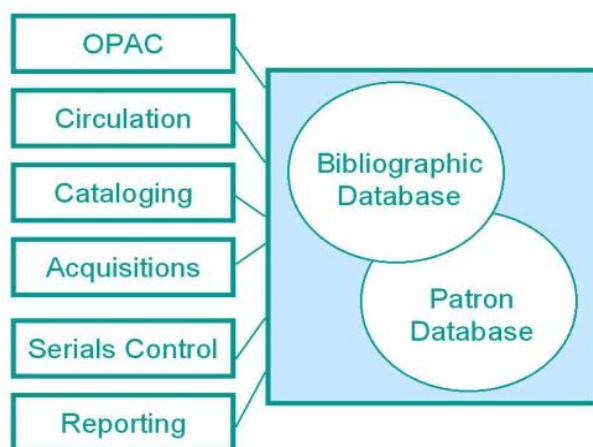 OPAC
Circulation
Cataloging
Acquisitions
Serials Control
Reporting
Bibliographic
Database
Patron
Database